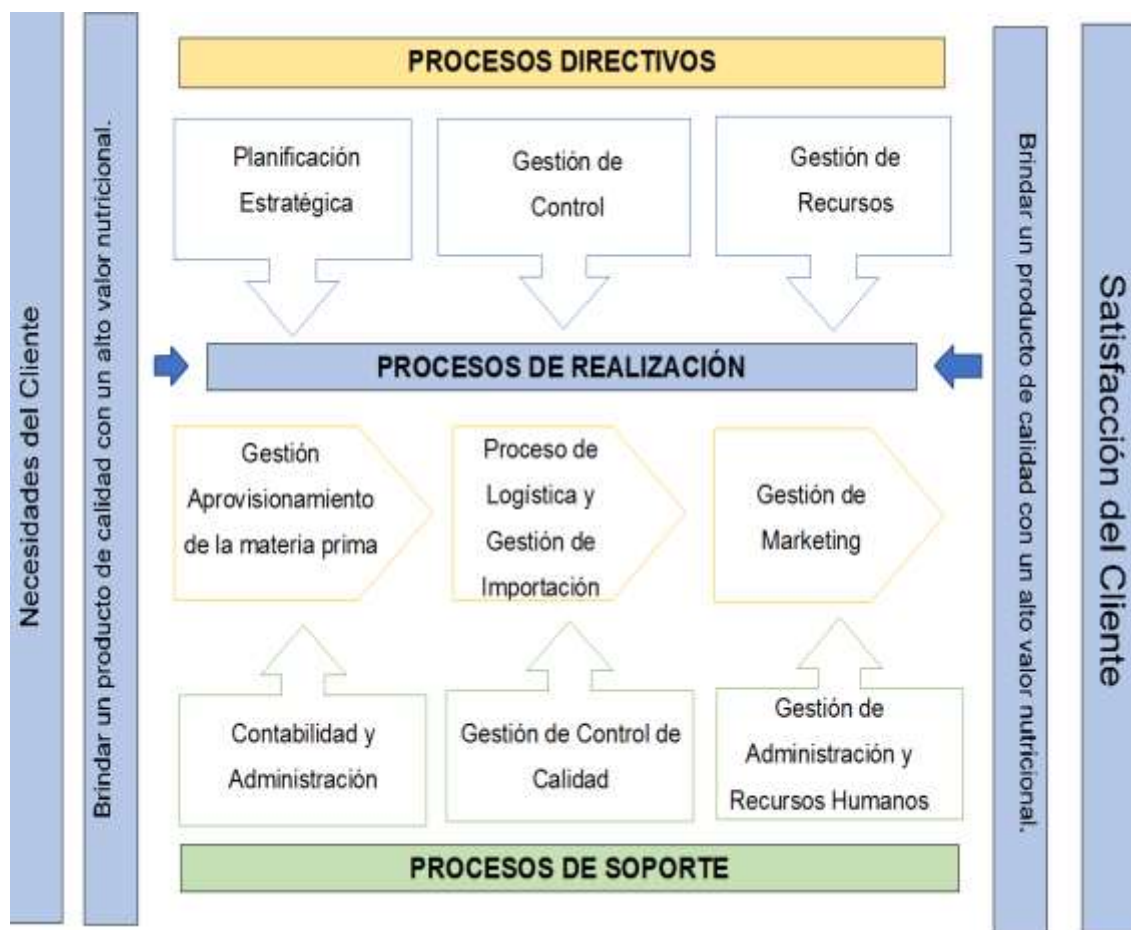 Necesidades del Cliente
Brindar un producto de calidad con un alto valor nutricional.
PROCESOS DIRECTIVOS
Planificación
Estratégica
Gestión de
Control
Gestión de
Recursos
PROCESOS DE REALIZACIÓN
Gestión
Aprovisionamiento
de la materia prima
Proceso de
Logística y
Gestión de
Importación
Gestión de
Marketing
Contabilidad y
Administración
Gestión de Control de
Calidad
Gestión de
Administración y
Recursos Humanos
PROCESOS DE SOPORTE
Brindar un producto de calidad con un alto valor nutricional.
Satisfacción del Cliente